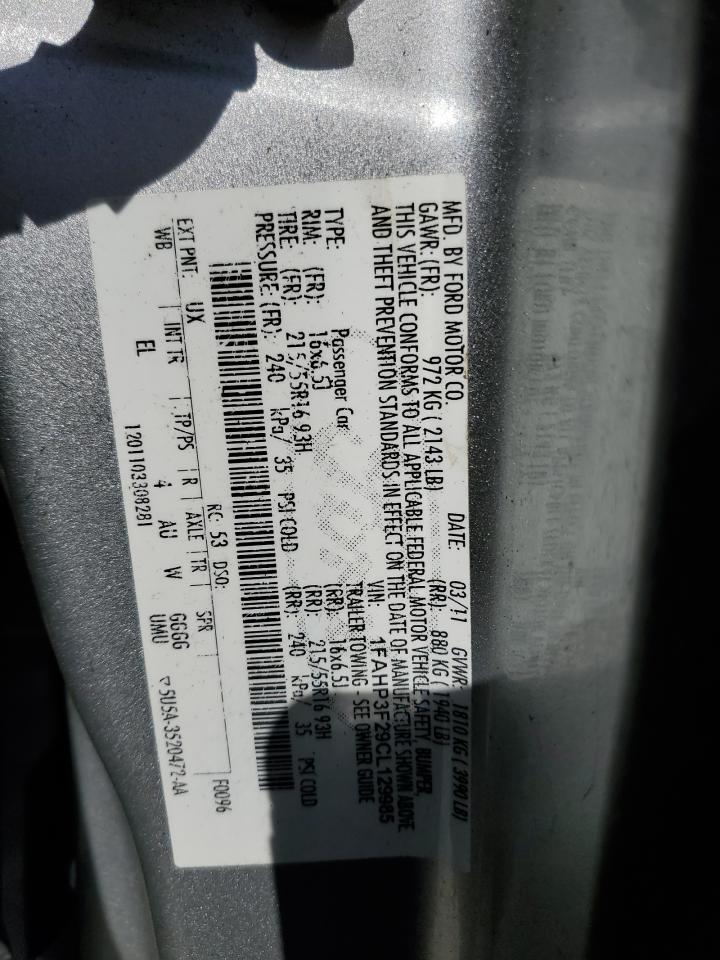 MFD. BY FORD MOTOR CO. DATE: 03/11 GVWR: 1810 KG ( 3990 LB)
GAWR: (FR): 972 KG ( 2143 LB) (RR): 880 KG ( 1940 LB)
THIS VEHICLE CONFORMS TO ALL APPLICABLE FEDERAL MOTOR VEHICLE SAFETY, BUMPER,
AND THEFT PREVENTION STANDARDS IN EFFECT ON THE DATE OF MANUFACTURE SHOWN ABOVE
VIN: 1FAHP3F29CL129985
TYPE: Passenger Car TRAILER TOWING - SEE OWNER GUIDE
RIM: (FR): 16x6.5J (RR): 16x6.5J
TIRE: (FR): 215/55R16 93H (RR): 215/55R16 93H
PRESSURE: (FR): 240 kPa/ 35 PSI COLD (RR): 240 kPa/ 35 PSI COLD
EXT PNT: UX RC: 53 DSO: F0096
WB INT TR TP/PS R AXLE TR SPR
EL 4 AU W GGGG
UMU
1201103308281 5U5A-3520472-AA